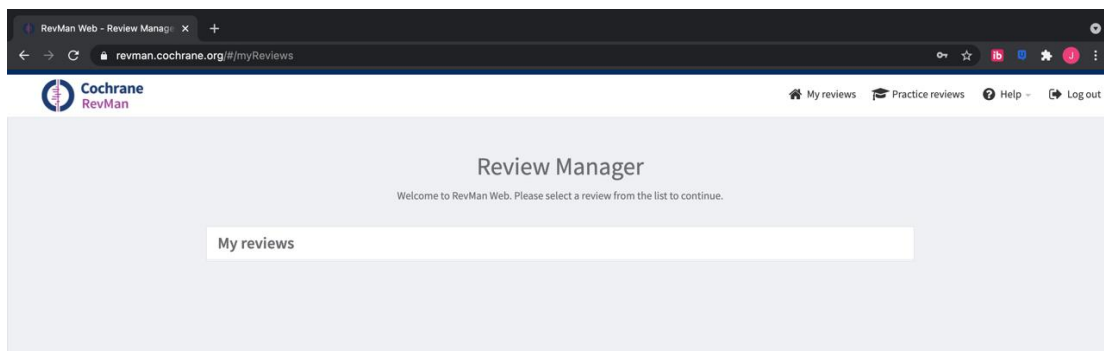 RevMan Web - Review Manage
revman.cochrane.org/#/myReviews
ib
J
Cochrane
RevMan
My reviews
Practice reviews
Help
Log out
Review Manager
Welcome to RevMan Web. Please select a review from the list to continue.
My reviews